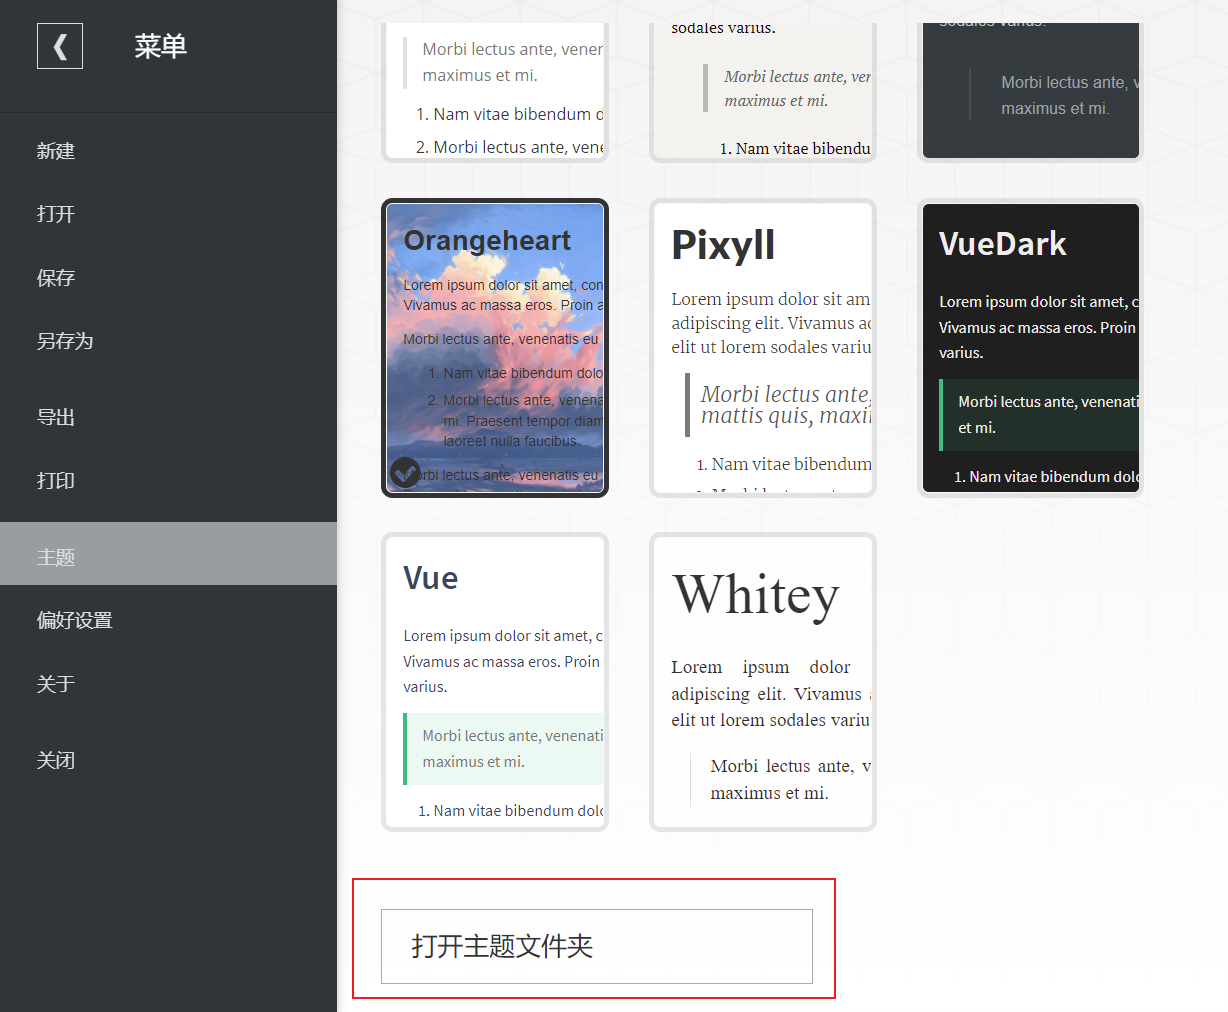 菜单
新建
打开
保存
另存为
导出
打印
主题
偏好设置
关于
关闭
Morbi lectus ante, vene
maximus et mi.
1. Nam vitae bibendum
2. Morbi lectus ante, vene
sodales varius.
Morbi lectus ante, ve
maximus et mi.
1. Nam vitae bibendu
sodales varius.
Morbi lectus ante, v
maximus et mi.
Orangeheart
Lorem ipsum dolor sit amet, con
Vivamus ac massa eros. Proin a
Morbi lectus ante, venenatis eu
1. Nam vitae bibendum dolo
2. Morbi lectus ante, venena
mi. Praesent tempor diam
laoreet nulla faucibus.
Morbi lectus ante, venenatis eu
Pixyll
Lorem ipsum dolor sit am
adipiscing elit. Vivamus ac
elit ut lorem sodales variu
Morbi lectus ante,
mattis quis, maxi
1. Nam vitae bibendum
VueDark
Lorem ipsum dolor sit amet, c
Vivamus ac massa eros. Proin
varius.
Morbi lectus ante, venenati
et mi.
1. Nam vitae bibendum dolo
Vue
Lorem ipsum dolor sit amet, c
Vivamus ac massa eros. Proin
varius.
Morbi lectus ante, venenati
maximus et mi.
1. Nam vitae bibendum dolo
Whitey
Lorem ipsum dolor
adipiscing elit. Vivamus
elit ut lorem sodales variu
Morbi lectus ante, v
maximus et mi.
打开主题文件夹